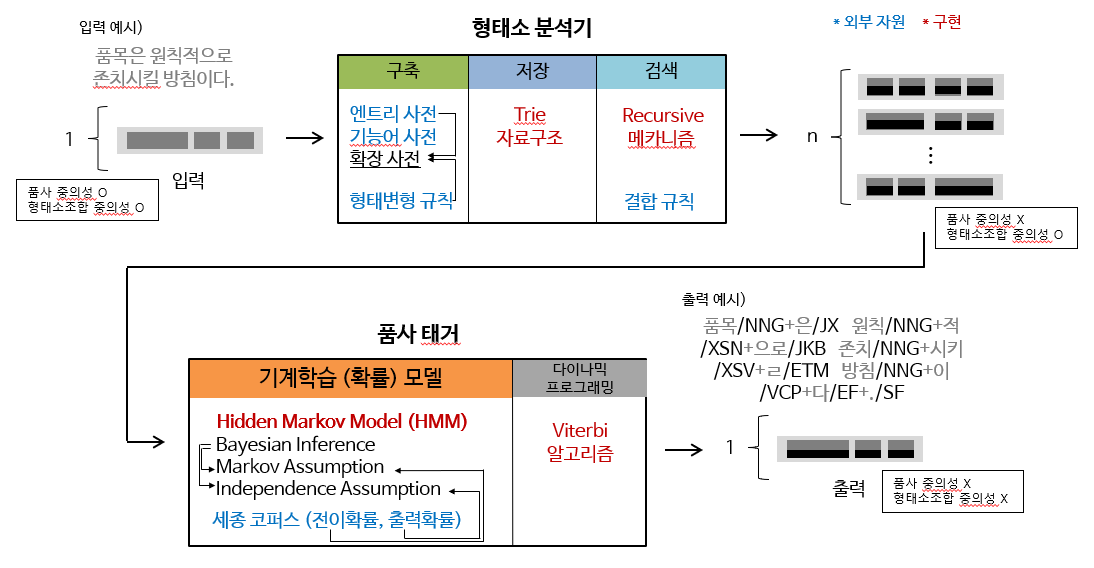 입력 예시)
품목은 원칙적으로
존치시킬 방침이다.
1
입력
품사 중의성 O
형태소조합 중의성 O
형태소 분석기
* 외부 자원 * 구현
구축 저장 검색
엔트리 사전
기능어 사전
확장 사전
형태변형 규칙
Trie
자료구조
Recursive
메카니즘
결합 규칙
n
⋮
품사 중의성 X
형태소조합 중의성 O
품사 태거
기계학습 (확률) 모델
다이나믹
프로그래밍
Hidden Markov Model (HMM)
Bayesian Inference
Markov Assumption
Independence Assumption
세종 코퍼스 (전이확률, 출력확률)
Viterbi
알고리즘
출력 예시)
품목/NNG+은/JX 원칙/NNG+적
/XSN+으로/JKB 존치/NNG+시키
/XSV+ㄹ/ETM 방침/NNG+이
/VCP+다/EF+./SF
1
출력
품사 중의성 X
형태소조합 중의성 X